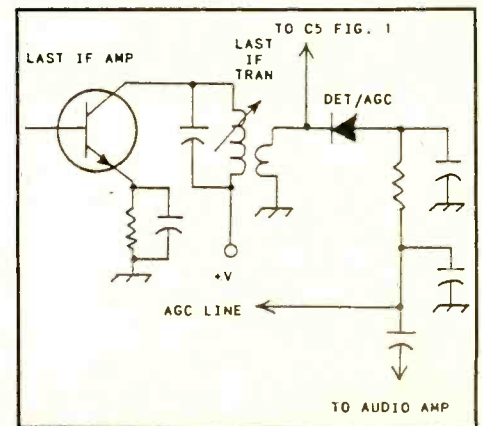 TO C5 FIG. 1
LAST IF AMP
LAST
IF
TRAN
DET/AGC
+V
AGC LINE
TO AUDIO AMP